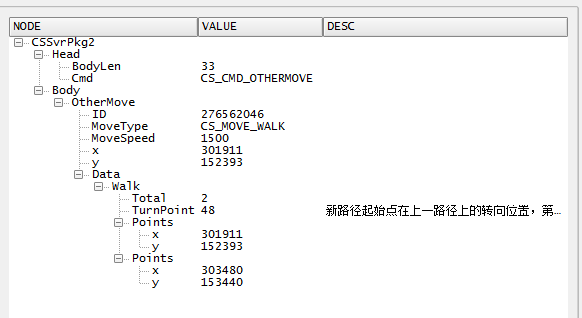 NODE VALUE DESC
CSSvrPkg2
Head
BodyLen 33
Cmd CS_CMD_OTHERMOVE
Body
OtherMove
ID 276562046
MoveType CS_MOVE_WALK
MoveSpeed 1500
x 301911
y 152393
Data
Walk
Total 2
TurnPoint 48 新路径起始点在上一路径上的转向位置，第…
Points
x 301911
y 152393
Points
x 303480
y 153440